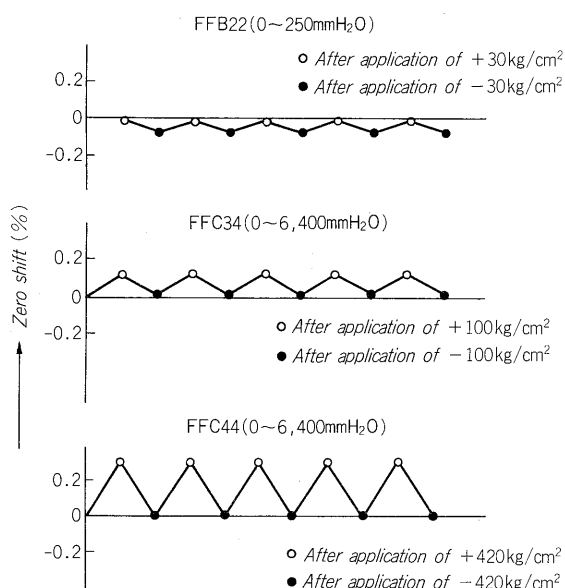 FFB22(0~250mmH₂O)
○ After application of +30kg/cm²
● After application of −30kg/cm²
0.2
0
-0.2
Zero shift (%)
FFC34(0~6,400mmH₂O)
0.2
0
-0.2
○ After application of +100kg/cm²
● After application of −100kg/cm²
FFC44(0~6,400mmH₂O)
0.2
0
-0.2
○ After application of +420kg/cm²
● After application of −420kg/cm²